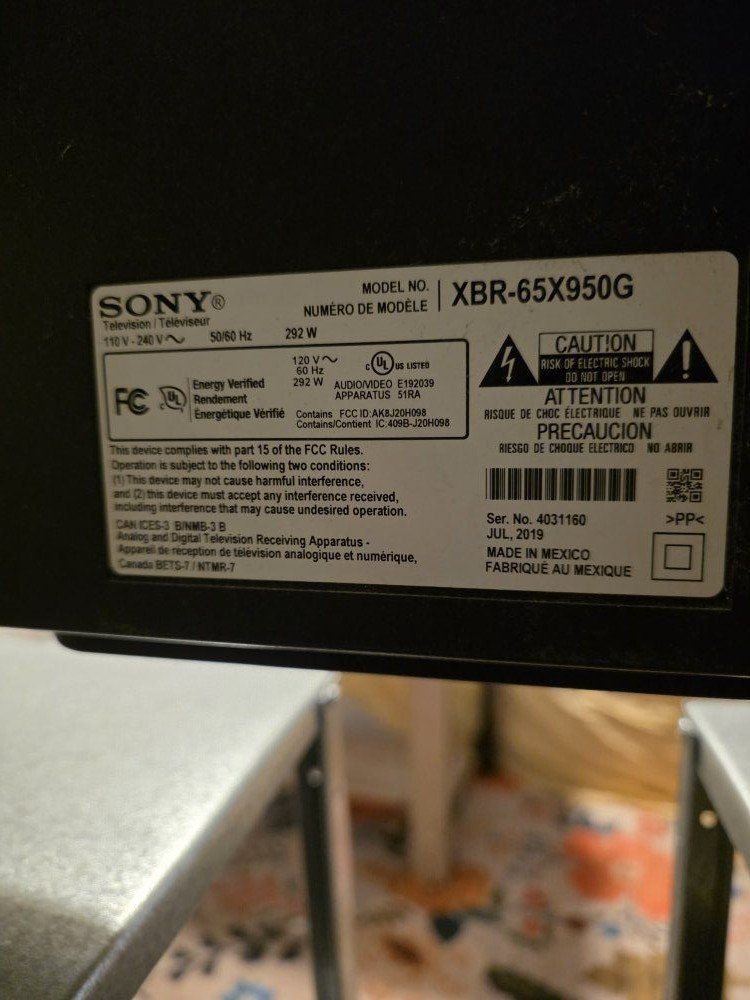 SONY®
Television / Téléviseur
110 V - 240 V~ 50/60 Hz 292 W
MODEL NO.
NUMÉRO DE MODÈLE
XBR-65X950G
FC
UL
Energy Verified
Rendement
Énergétique Vérifié
120 V~
60 Hz
292 W
c UL US LISTED
AUDIO/VIDEO E192039
APPARATUS 51RA
Contains FCC ID:AK8J20H098
Contains/Contient IC:409B-J20H098
This device complies with part 15 of the FCC Rules.
Operation is subject to the following two conditions:
(1) This device may not cause harmful interference,
and (2) this device must accept any interference received,
including interference that may cause undesired operation.
CAN ICES-3 B/NMB-3 B
Analog and Digital Television Receiving Apparatus -
Appareil de réception de télévision analogique et numérique,
Canada BETS-7 / NTMR-7
CAUTION
RISK OF ELECTRIC SHOCK
DO NOT OPEN
ATTENTION
RISQUE DE CHOC ÉLECTRIQUE NE PAS OUVRIR
PRECAUCION
RIESGO DE CHOQUE ELECTRICO NO ABRIR
Ser. No. 4031160
JUL, 2019
>PP<
MADE IN MEXICO
FABRIQUÉ AU MEXIQUE